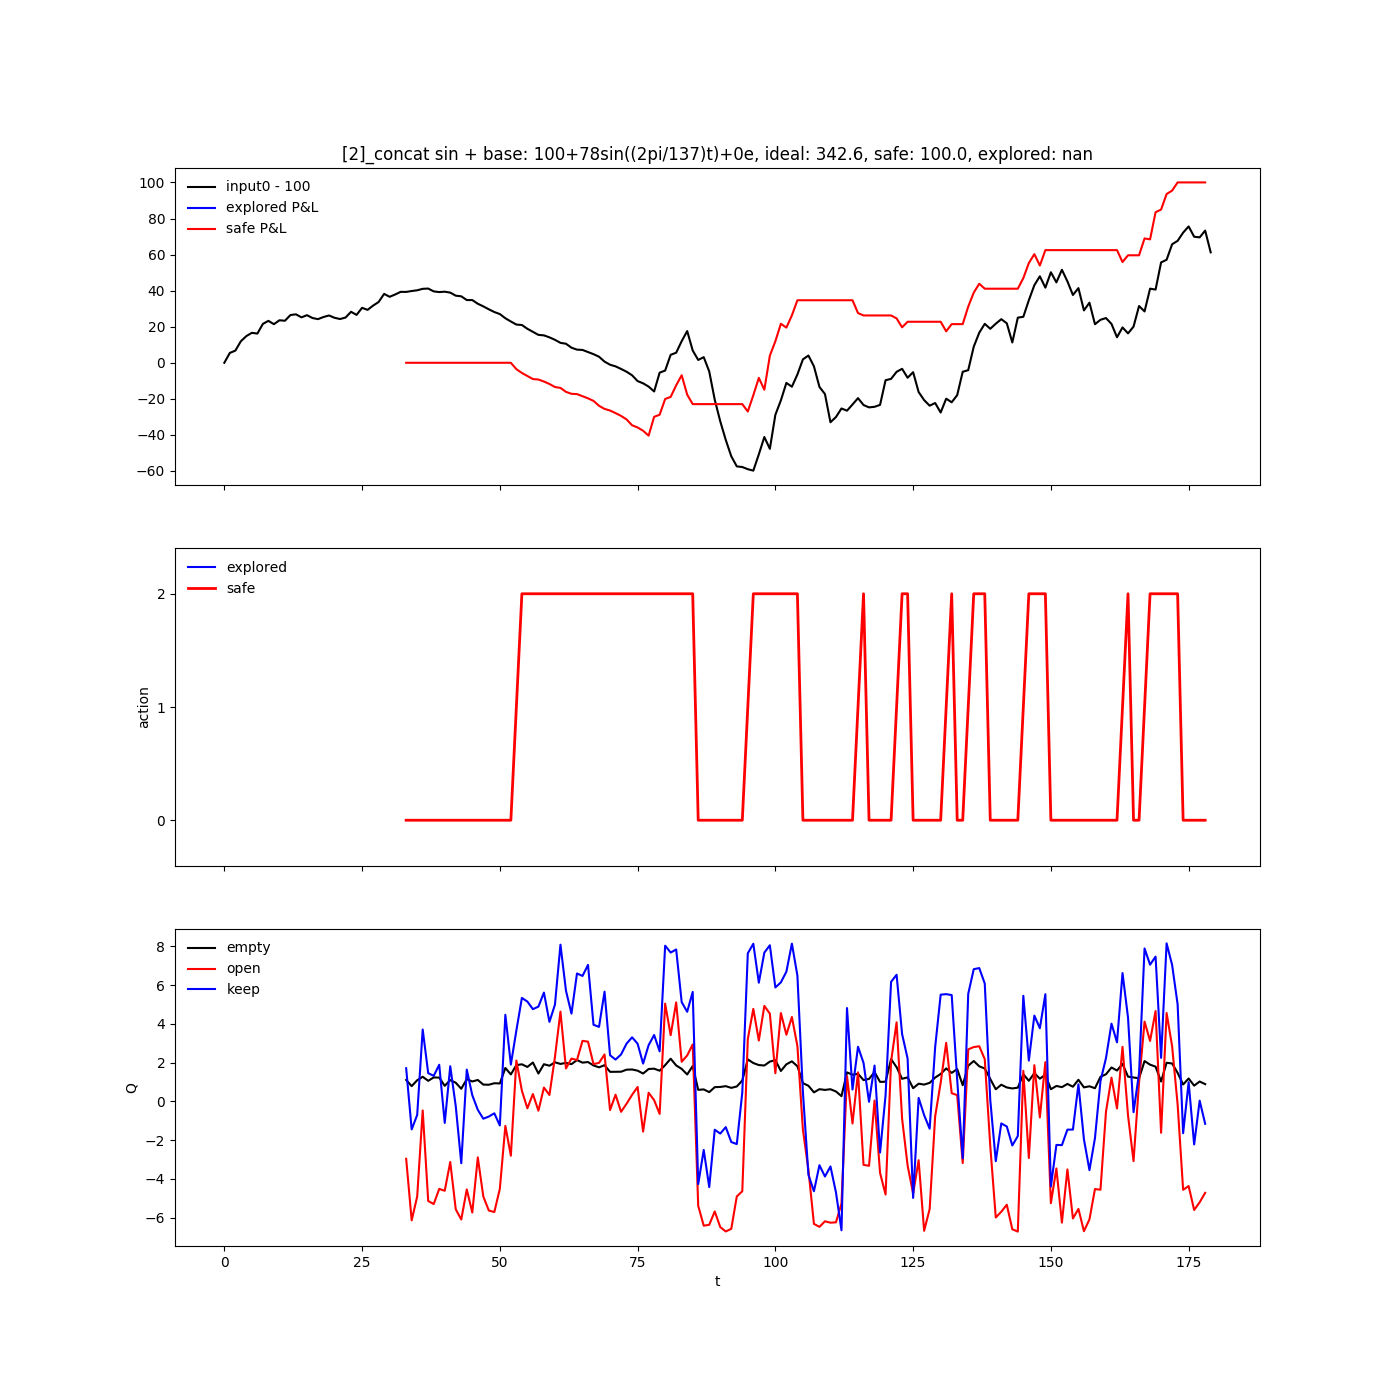 [2]_concat sin + base: 100+78sin((2pi/137)t)+0e, ideal: 342.6, safe: 100.0, explored: nan
input0 - 100
explored P&L
safe P&L
100
80
60
40
20
0
−20
−40
−60
explored
safe
action
2
1
0
empty
open
keep
Q
8
6
4
2
0
−2
−4
−6
0 25 50 75 100 125 150 175
t